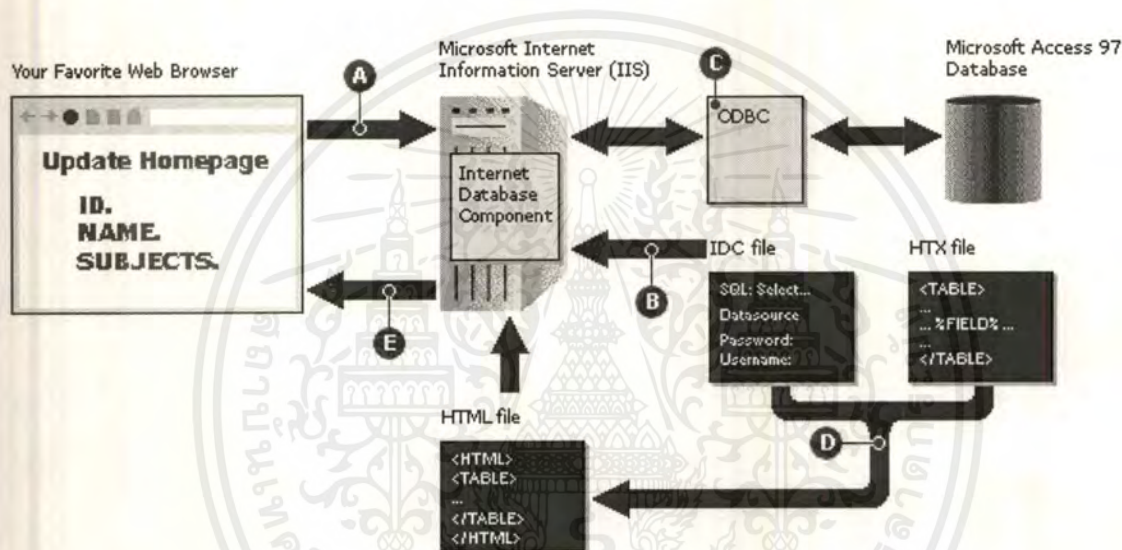 Your Favorite Web Browser
Microsoft Internet
Information Server (IIS)
Microsoft Access 97
Database
A
C
ODBC
Update Homepage
ID.
NAME.
SUBJECTS.
Internet
Database
Component
B
E
IDC file
SQL: Select...
Datasource
Password:
Username:
HTX file
<TABLE>
...
... %FIELD% ...
...
</TABLE>
D
HTML file
<HTML>
<TABLE>
...
</TABLE>
</HTML>